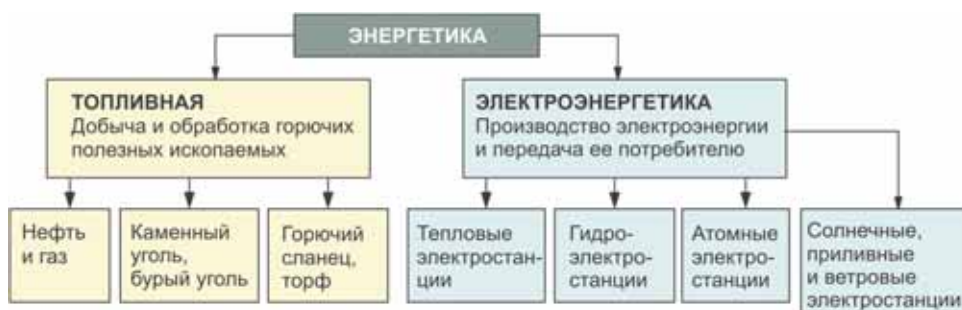 ЭНЕРГЕТИКА
ТОПЛИВНАЯ
Добыча и обработка горючих
полезных ископаемых
ЭЛЕКТРОЭНЕРГЕТИКА
Производство электроэнергии
и передача ее потребителю
Нефть
и газ
Каменный
уголь,
бурый уголь
Горючий
сланец,
торф
Тепловые
электростан-
ции
Гидро-
электро-
станции
Атомные
электро-
станции
Солнечные,
приливные
и ветровые
электростанции